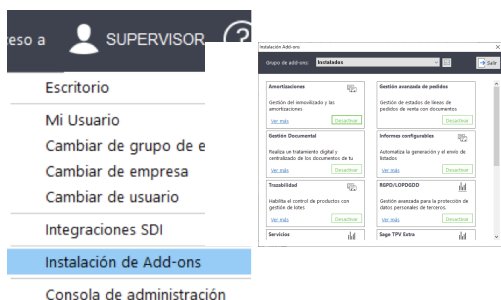 eso a SUPERVISOR ?
Escritorio
Mi Usuario
Cambiar de grupo de e
Cambiar de empresa
Cambiar de usuario
Integraciones SDI
Instalación de Add-ons
Consola de administración
Instalación Add-ons X
Grupo de add-ons: Instalados Salir
Amortizaciones
Gestión del inmovilizado y las
amortizaciones
Ver más Desactivar
Gestión avanzada de pedidos
Gestión de estados de líneas de
pedidos de venta con documentos
Ver más Desactivar
Gestión Documental
Realiza un tratamiento digital y
centralizado de los documentos de tu
Ver más Desactivar
Informes configurables
Automatiza la generación y el envío de
listados
Ver más Desactivar
Trazabilidad
Habilita el control de productos con
gestión de lotes
Ver más Desactivar
RGPD/LOPDGDD
Gestión avanzada para la protección de
datos personales de terceros.
Ver más Desactivar
Servicios
Sage TPV Extra